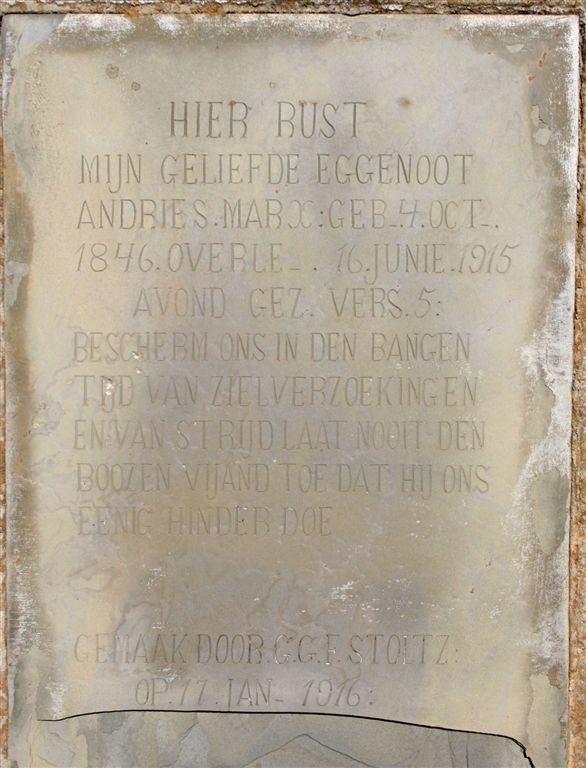 HIER RUST
MIJN GELIEFDE EGGENOOT
ANDRIES.MARX:GEB-.4.OCT-.
1846.OVERLE-. 16.JUNIE.1915
AVOND GEZ. VERS.5:
BESCHERM ONS IN DEN BANGEN
TIJD VAN ZIELVERZOEKINGEN
EN VAN STRIJD LAAT NOOIT DEN
BOOZEN VIJAND TOE DAT HIJ ONS
EENIG HINDER DOE
GEMAAK DOOR.G.G.F.STOLTZ:
OP.17.JAN- 1916: